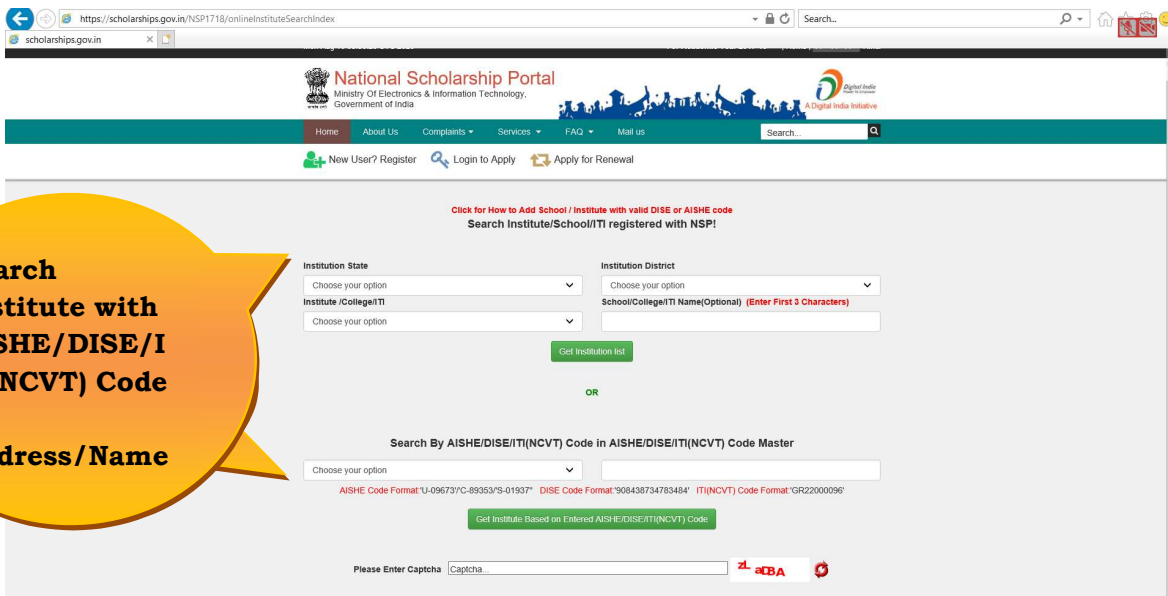 https://scholarships.gov.in/NSP1718/onlineInstituteSearchIndex
Search...
scholarships.gov.in
National Scholarship Portal
Ministry Of Electronics & Information Technology,
Government of India
Digital India
Power To Empower
A Digital India Initiative
Home About Us Complaints Services FAQ Mail us Search...
New User? Register Login to Apply Apply for Renewal
Click for How to Add School / Institute with valid DISE or AISHE code
Search Institute/School/ITI registered with NSP!
arch
stitute with
SHE/DISE/I
NCVT) Code
dress/Name
Institution State Institution District
Choose your option Choose your option
Institute /College/ITI School/College/ITI Name(Optional) (Enter First 3 Characters)
Choose your option
Get Institution list
OR
Search By AISHE/DISE/ITI(NCVT) Code in AISHE/DISE/ITI(NCVT) Code Master
Choose your option
AISHE Code Format:'U-09673'/'C-89353/'S-01937" DISE Code Format:'908438734783484' ITI(NCVT) Code Format:'GR22000096'
Get Institute Based on Entered AISHE/DISE/ITI(NCVT) Code
Please Enter Captcha Captcha... zL aDBA